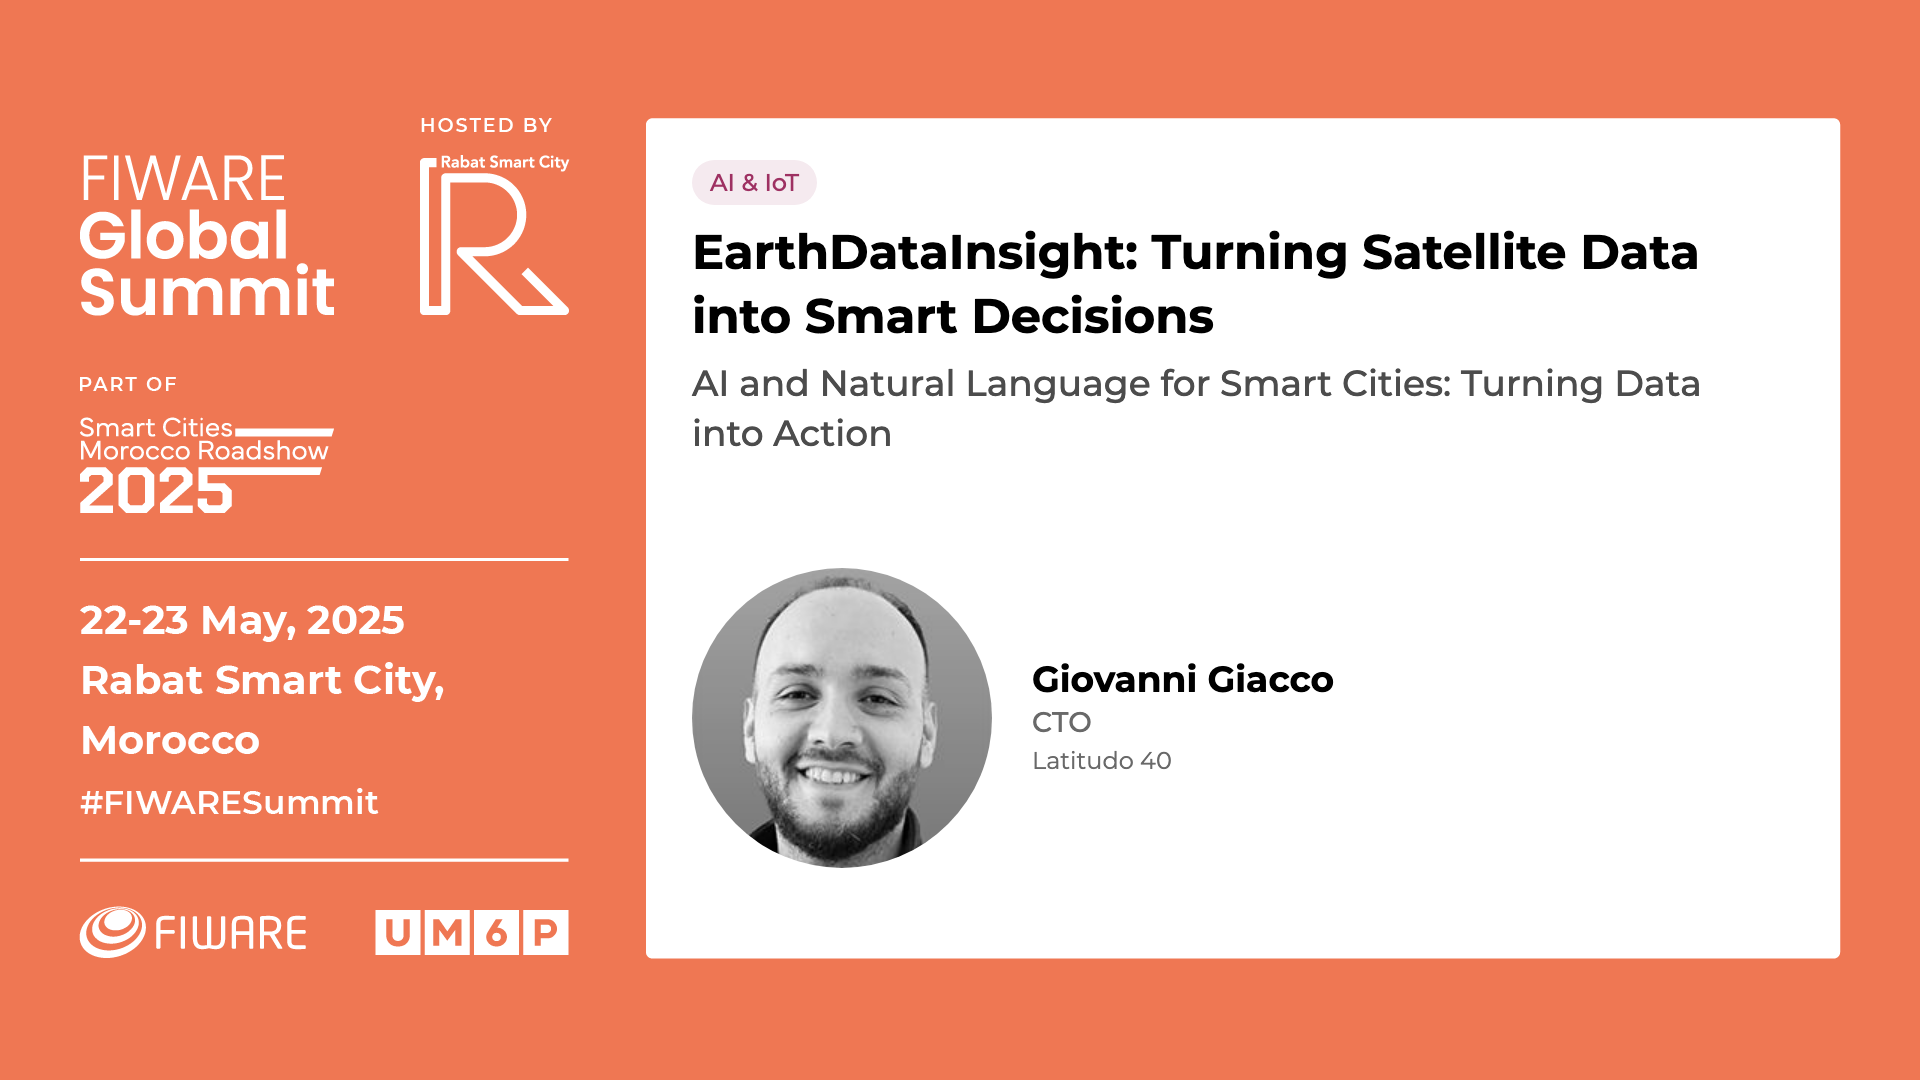 FIWARE
Global
Summit
HOSTED BY
Rabat Smart City
R
PART OF
Smart Cities
Morocco Roadshow
2025
22-23 May, 2025
Rabat Smart City,
Morocco
#FIWARESummit
FIWARE
UM6P
AI & IoT
EarthDataInsight: Turning Satellite Data
into Smart Decisions
AI and Natural Language for Smart Cities: Turning Data
into Action
Giovanni Giacco
CTO
Latitudo 40